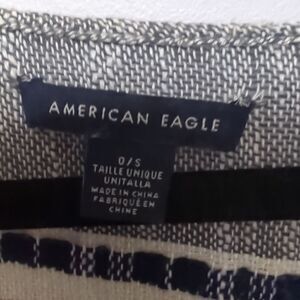 AMERICAN EAGLE
O/S
TAILLE UNIQUE
UNITALLA
MADE IN CHINA
FABRIQUÉ EN
CHINE